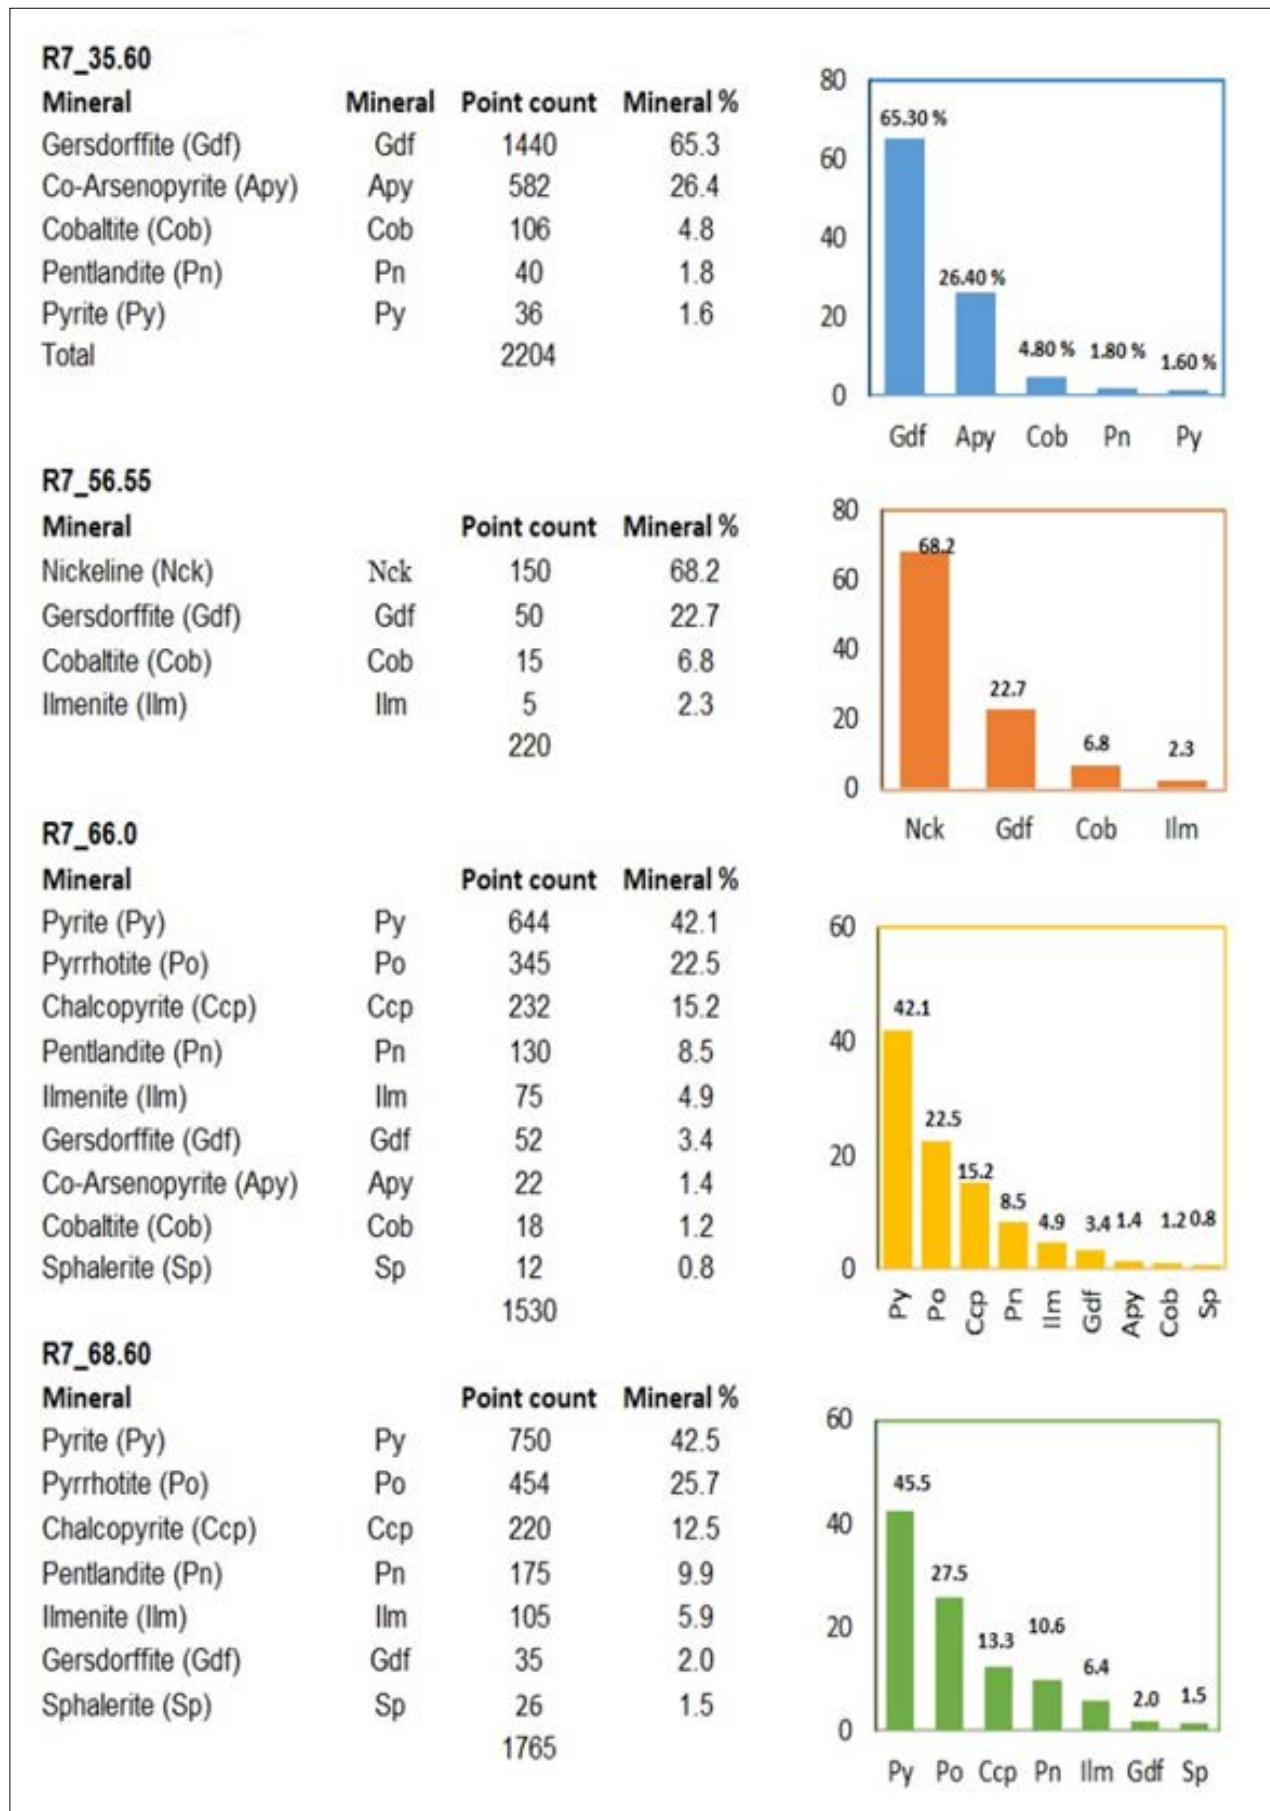 R7_35.60
Mineral Mineral Point count Mineral %
Gersdorffite (Gdf) Gdf 1440 65.3
Co-Arsenopyrite (Apy) Apy 582 26.4
Cobaltite (Cob) Cob 106 4.8
Pentlandite (Pn) Pn 40 1.8
Pyrite (Py) Py 36 1.6
Total 2204
80
60
40
20
0
65.30 %
26.40 %
4.80 %
1.80 %
1.60 %
Gdf Apy Cob Pn Py
R7_56.55
Mineral Point count Mineral %
Nickeline (Nck) Nck 150 68.2
Gersdorffite (Gdf) Gdf 50 22.7
Cobaltite (Cob) Cob 15 6.8
Ilmenite (Ilm) Ilm 5 2.3
220
80
60
40
20
0
68.2
22.7
6.8
2.3
Nck Gdf Cob Ilm
R7_66.0
Mineral Point count Mineral %
Pyrite (Py) Py 644 42.1
Pyrrhotite (Po) Po 345 22.5
Chalcopyrite (Ccp) Ccp 232 15.2
Pentlandite (Pn) Pn 130 8.5
Ilmenite (Ilm) Ilm 75 4.9
Gersdorffite (Gdf) Gdf 52 3.4
Co-Arsenopyrite (Apy) Apy 22 1.4
Cobaltite (Cob) Cob 18 1.2
Sphalerite (Sp) Sp 12 0.8
1530
60
40
20
0
42.1
22.5
15.2
8.5
4.9
3.4
1.4
1.2
0.8
Py Po Ccp Pn Ilm Gdf Apy Cob Sp
R7_68.60
Mineral Point count Mineral %
Pyrite (Py) Py 750 42.5
Pyrrhotite (Po) Po 454 25.7
Chalcopyrite (Ccp) Ccp 220 12.5
Pentlandite (Pn) Pn 175 9.9
Ilmenite (Ilm) Ilm 105 5.9
Gersdorffite (Gdf) Gdf 35 2.0
Sphalerite (Sp) Sp 26 1.5
1765
60
40
20
0
45.5
27.5
13.3
10.6
6.4
2.0
1.5
Py Po Ccp Pn Ilm Gdf Sp